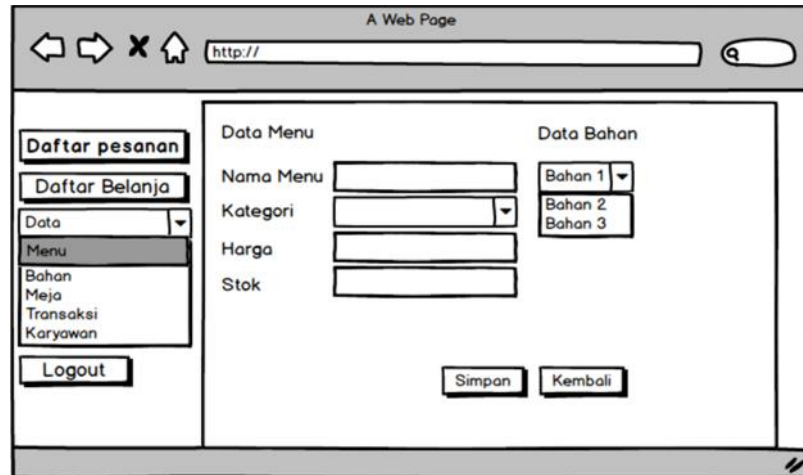 A Web Page
http://
Daftar pesanan
Daftar Belanja
Data
Menu
Bahan
Meja
Transaksi
Karyawan
Logout
Data Menu
Nama Menu
Kategori
Harga
Stok
Data Bahan
Bahan 1
Bahan 2
Bahan 3
Simpan
Kembali